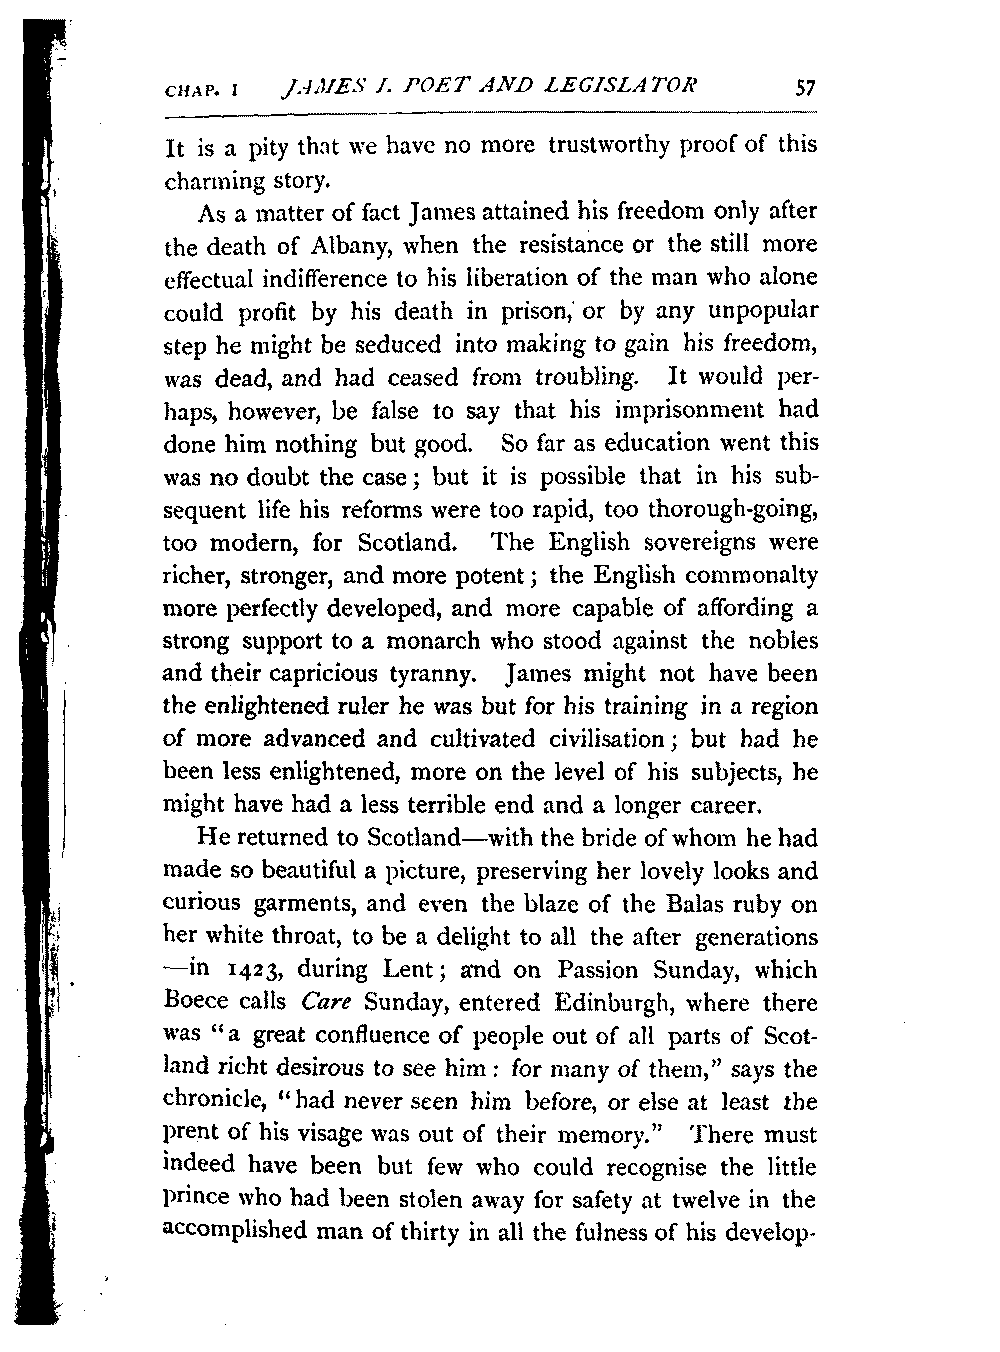 CHAP. I JAMES I. POET AND LEGISLATOR 57
It is a pity that we have no more trustworthy proof of this
charming story.
As a matter of fact James attained his freedom only after
the death of Albany, when the resistance or the still more
effectual indifference to his liberation of the man who alone
could profit by his death in prison, or by any unpopular
step he might be seduced into making to gain his freedom,
was dead, and had ceased from troubling. It would per-
haps, however, be false to say that his imprisonment had
done him nothing but good. So far as education went this
was no doubt the case; but it is possible that in his sub-
sequent life his reforms were too rapid, too thorough-going,
too modern, for Scotland. The English sovereigns were
richer, stronger, and more potent; the English commonalty
more perfectly developed, and more capable of affording a
strong support to a monarch who stood against the nobles
and their capricious tyranny. James might not have been
the enlightened ruler he was but for his training in a region
of more advanced and cultivated civilisation; but had he
been less enlightened, more on the level of his subjects, he
might have had a less terrible end and a longer career.
He returned to Scotland—with the bride of whom he had
made so beautiful a picture, preserving her lovely looks and
curious garments, and even the blaze of the Balas ruby on
her white throat, to be a delight to all the after generations
—in 1423, during Lent; and on Passion Sunday, which
Boece calls Care Sunday, entered Edinburgh, where there
was "a great confluence of people out of all parts of Scot-
land richt desirous to see him: for many of them," says the
chronicle, "had never seen him before, or else at least the
prent of his visage was out of their memory." There must
indeed have been but few who could recognise the little
prince who had been stolen away for safety at twelve in the
accomplished man of thirty in all the fulness of his develop-